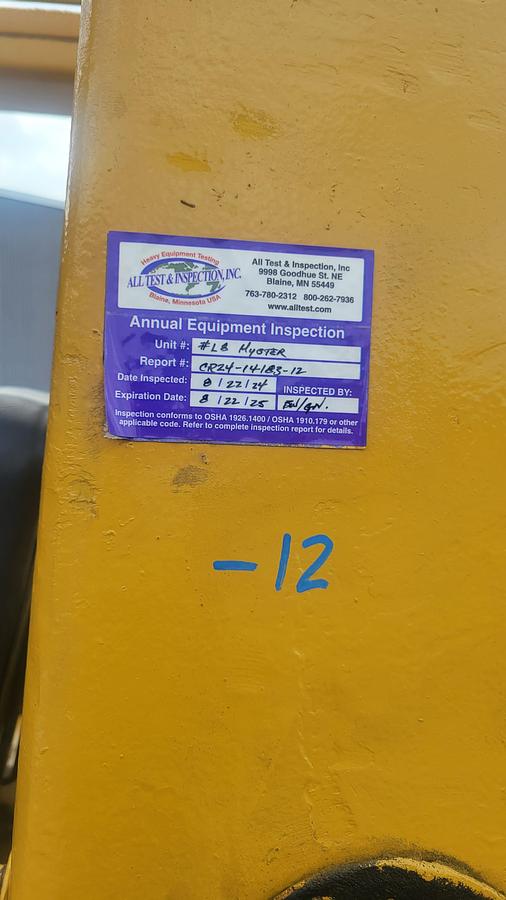 Heavy Equipment Testing
ALL TEST & INSPECTION, INC.
Blaine, Minnesota USA
All Test & Inspection, Inc
9998 Goodhue St. NE
Blaine, MN 55449
763-780-2312 800-262-7936
www.alltest.com
Annual Equipment Inspection
Unit #: #L8 HYSTER
Report #: CR24-14183-12
Date Inspected: 8/22/24 INSPECTED BY:
Expiration Date: 8/22/25
Inspection conforms to OSHA 1926.1400 / OSHA 1910.179 or other
applicable code. Refer to complete inspection report for details.
-12